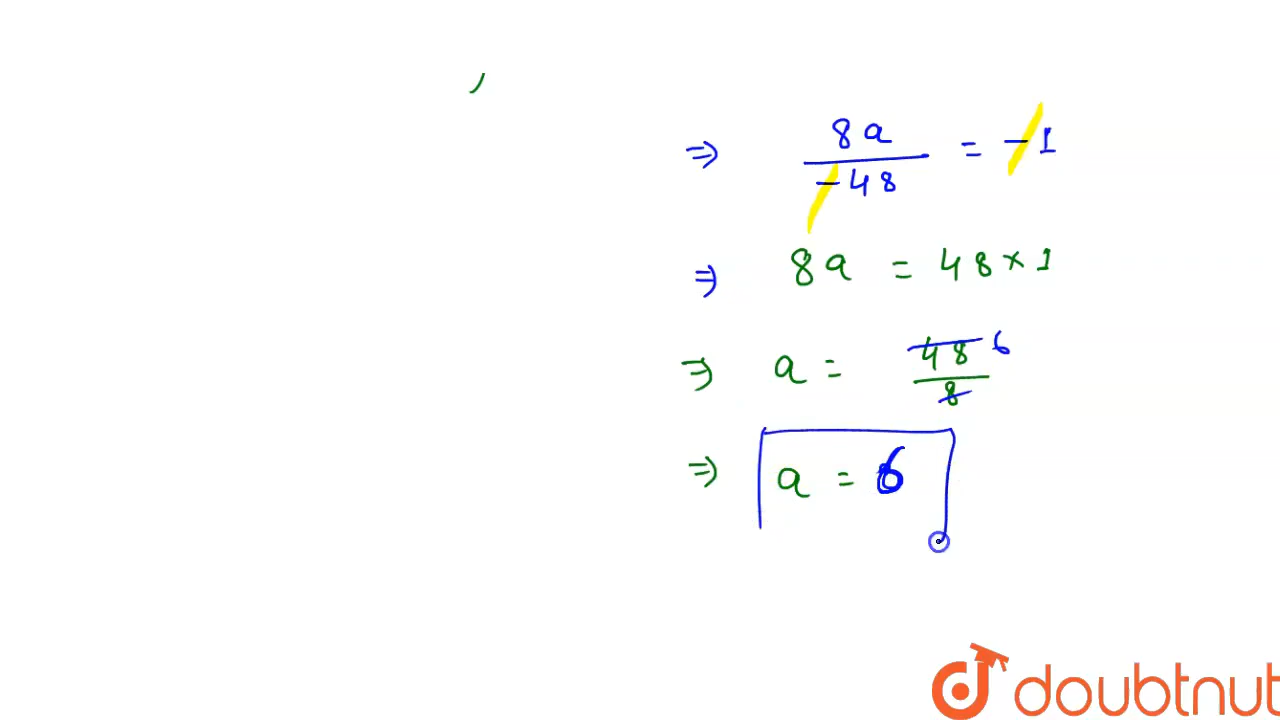 ⇒ 8a/-48 = -1
⇒ 8a = 48 × 1
⇒ a = 48/8 6
⇒ a = 6
doubtnut